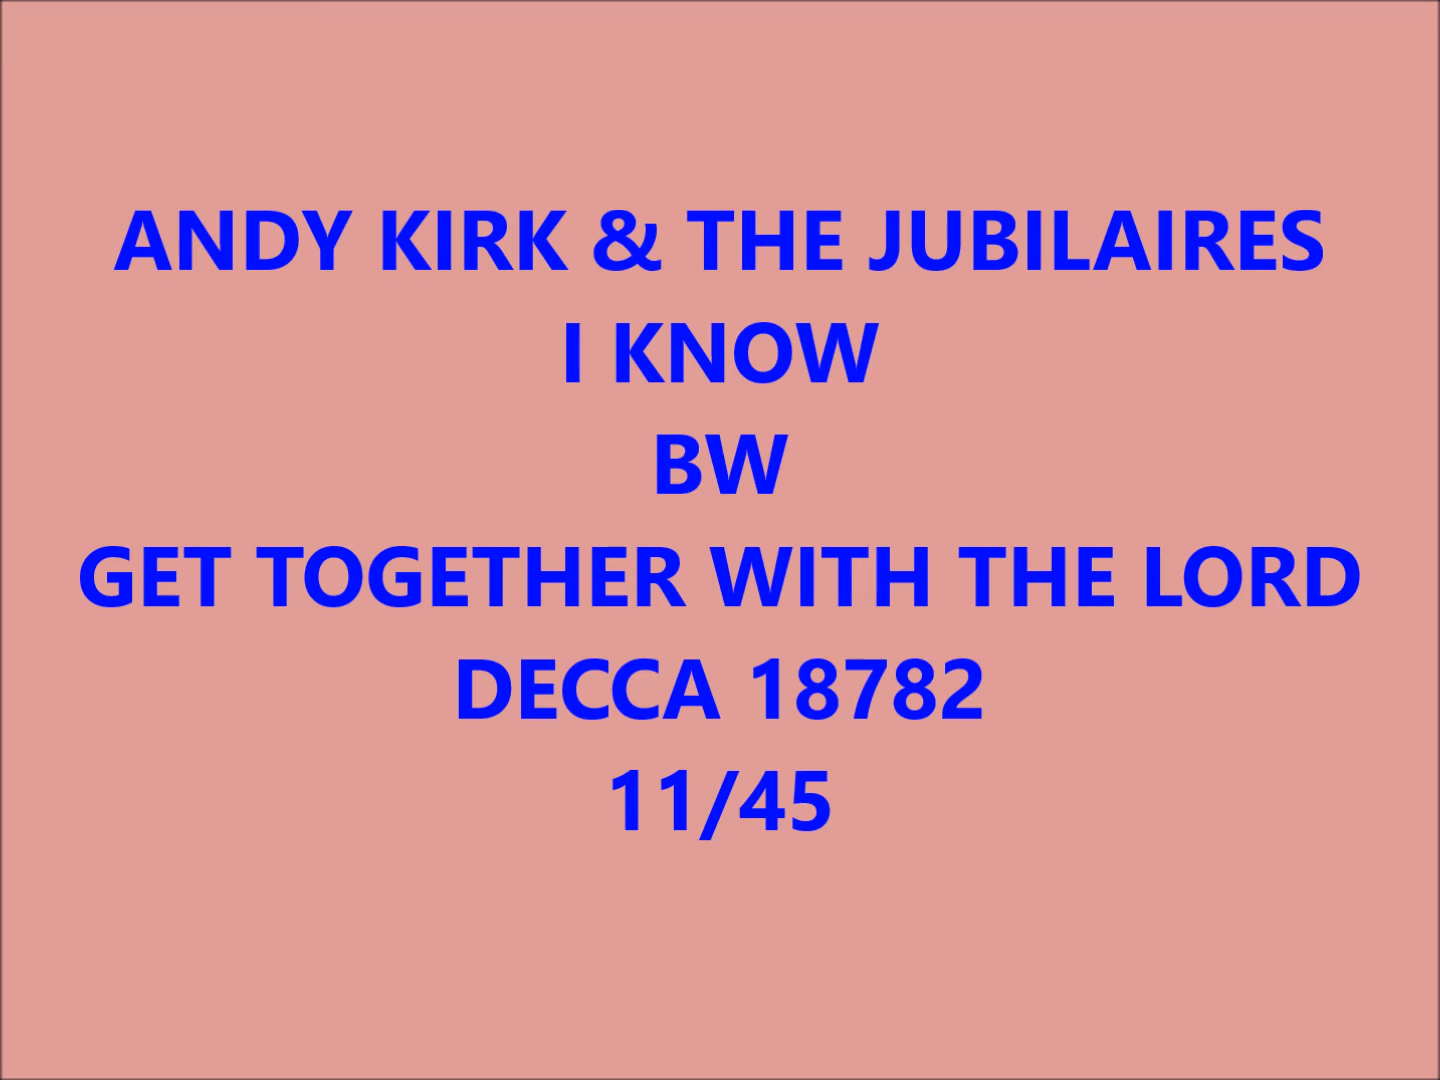 ANDY KIRK & THE JUBILAIRES
I KNOW
BW
GET TOGETHER WITH THE LORD
DECCA 18782
11/45